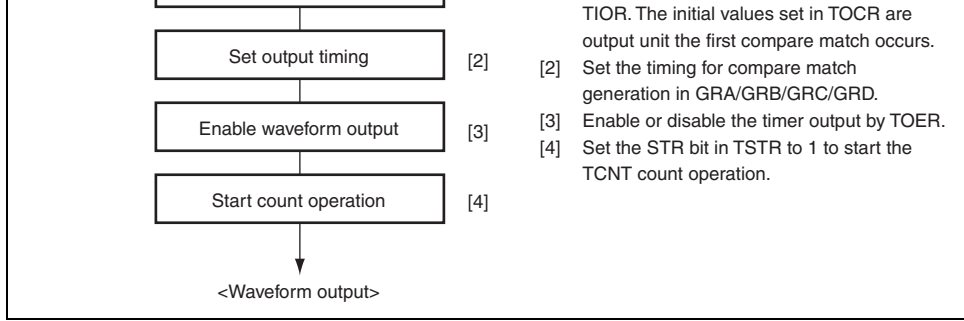 TIOR. The initial values set in TOCR are
output unit the first compare match occurs.
Set output timing
[2]
[2] Set the timing for compare match
generation in GRA/GRB/GRC/GRD.
Enable waveform output
[3]
[3] Enable or disable the timer output by TOER.
[4] Set the STR bit in TSTR to 1 to start the
TCNT count operation.
Start count operation
[4]
<Waveform output>